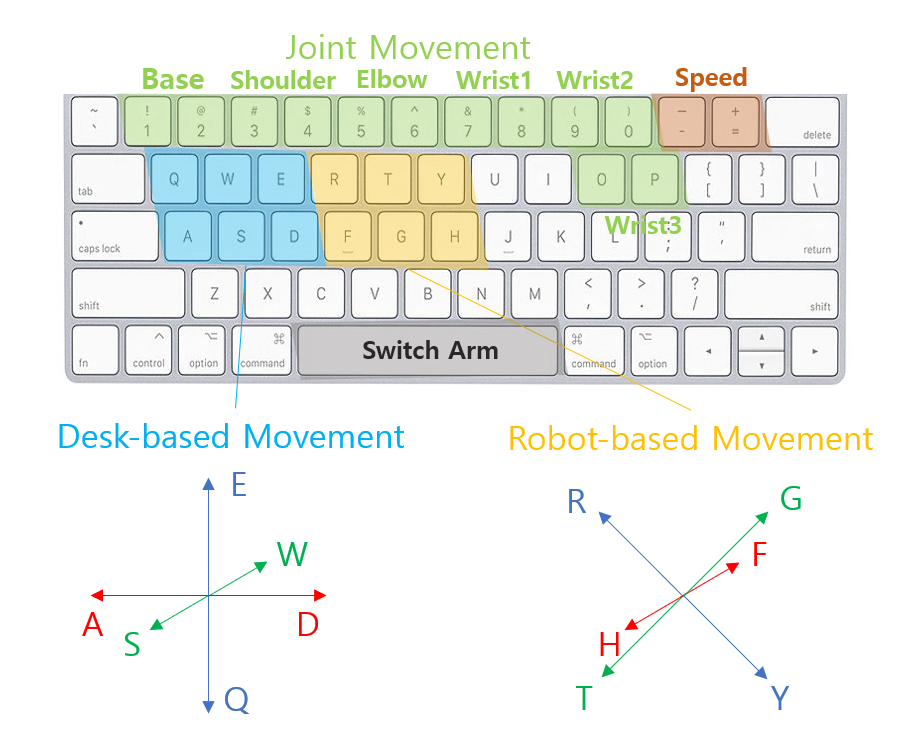 Joint Movement
Base Shoulder Elbow Wrist1 Wrist2 Speed
~ ! @ # $ % ^ & * ( ) — +
` 1 2 3 4 5 6 7 8 9 0 - =
delete
tab Q W E R T Y U I O P { [ } ] | \
Wrist3
caps lock A S D F G H J K L : ; " ' return
shift Z X C V B N M < , > . ? / shift
fn control option command Switch Arm command option
Desk-based Movement
Robot-based Movement
E
W
A D
S
Q
R G
F
H
T Y